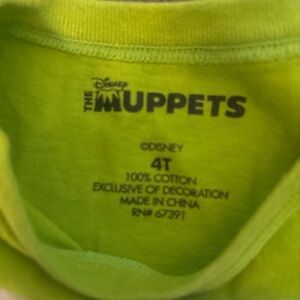 Disney
THE MUPPETS
©DISNEY
4T
100% COTTON
EXCLUSIVE OF DECORATION
MADE IN CHINA
RN# 67391